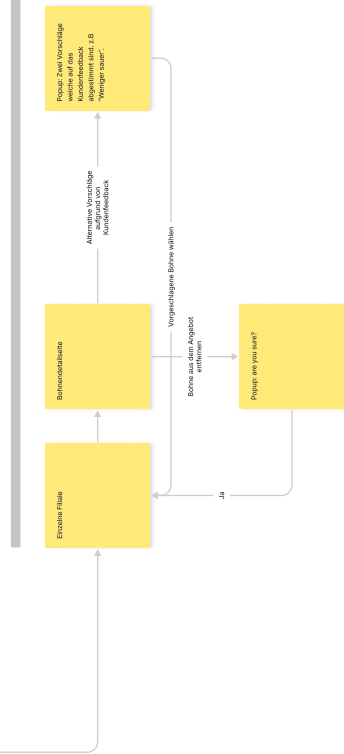 Einzelne Filiale
Bohnendetailseite
Alternative Vorschläge
aufgrund von
Kundenfeedback
Popup: Zwei Vorschläge
welche auf das
Kundenfeedback
abgestimmt sind. z.B
"Weniger sauer".
Vorgeschlagene Bohne wählen
Bohne aus dem Angebot
entfernen
Popup: are you sure?
Ja